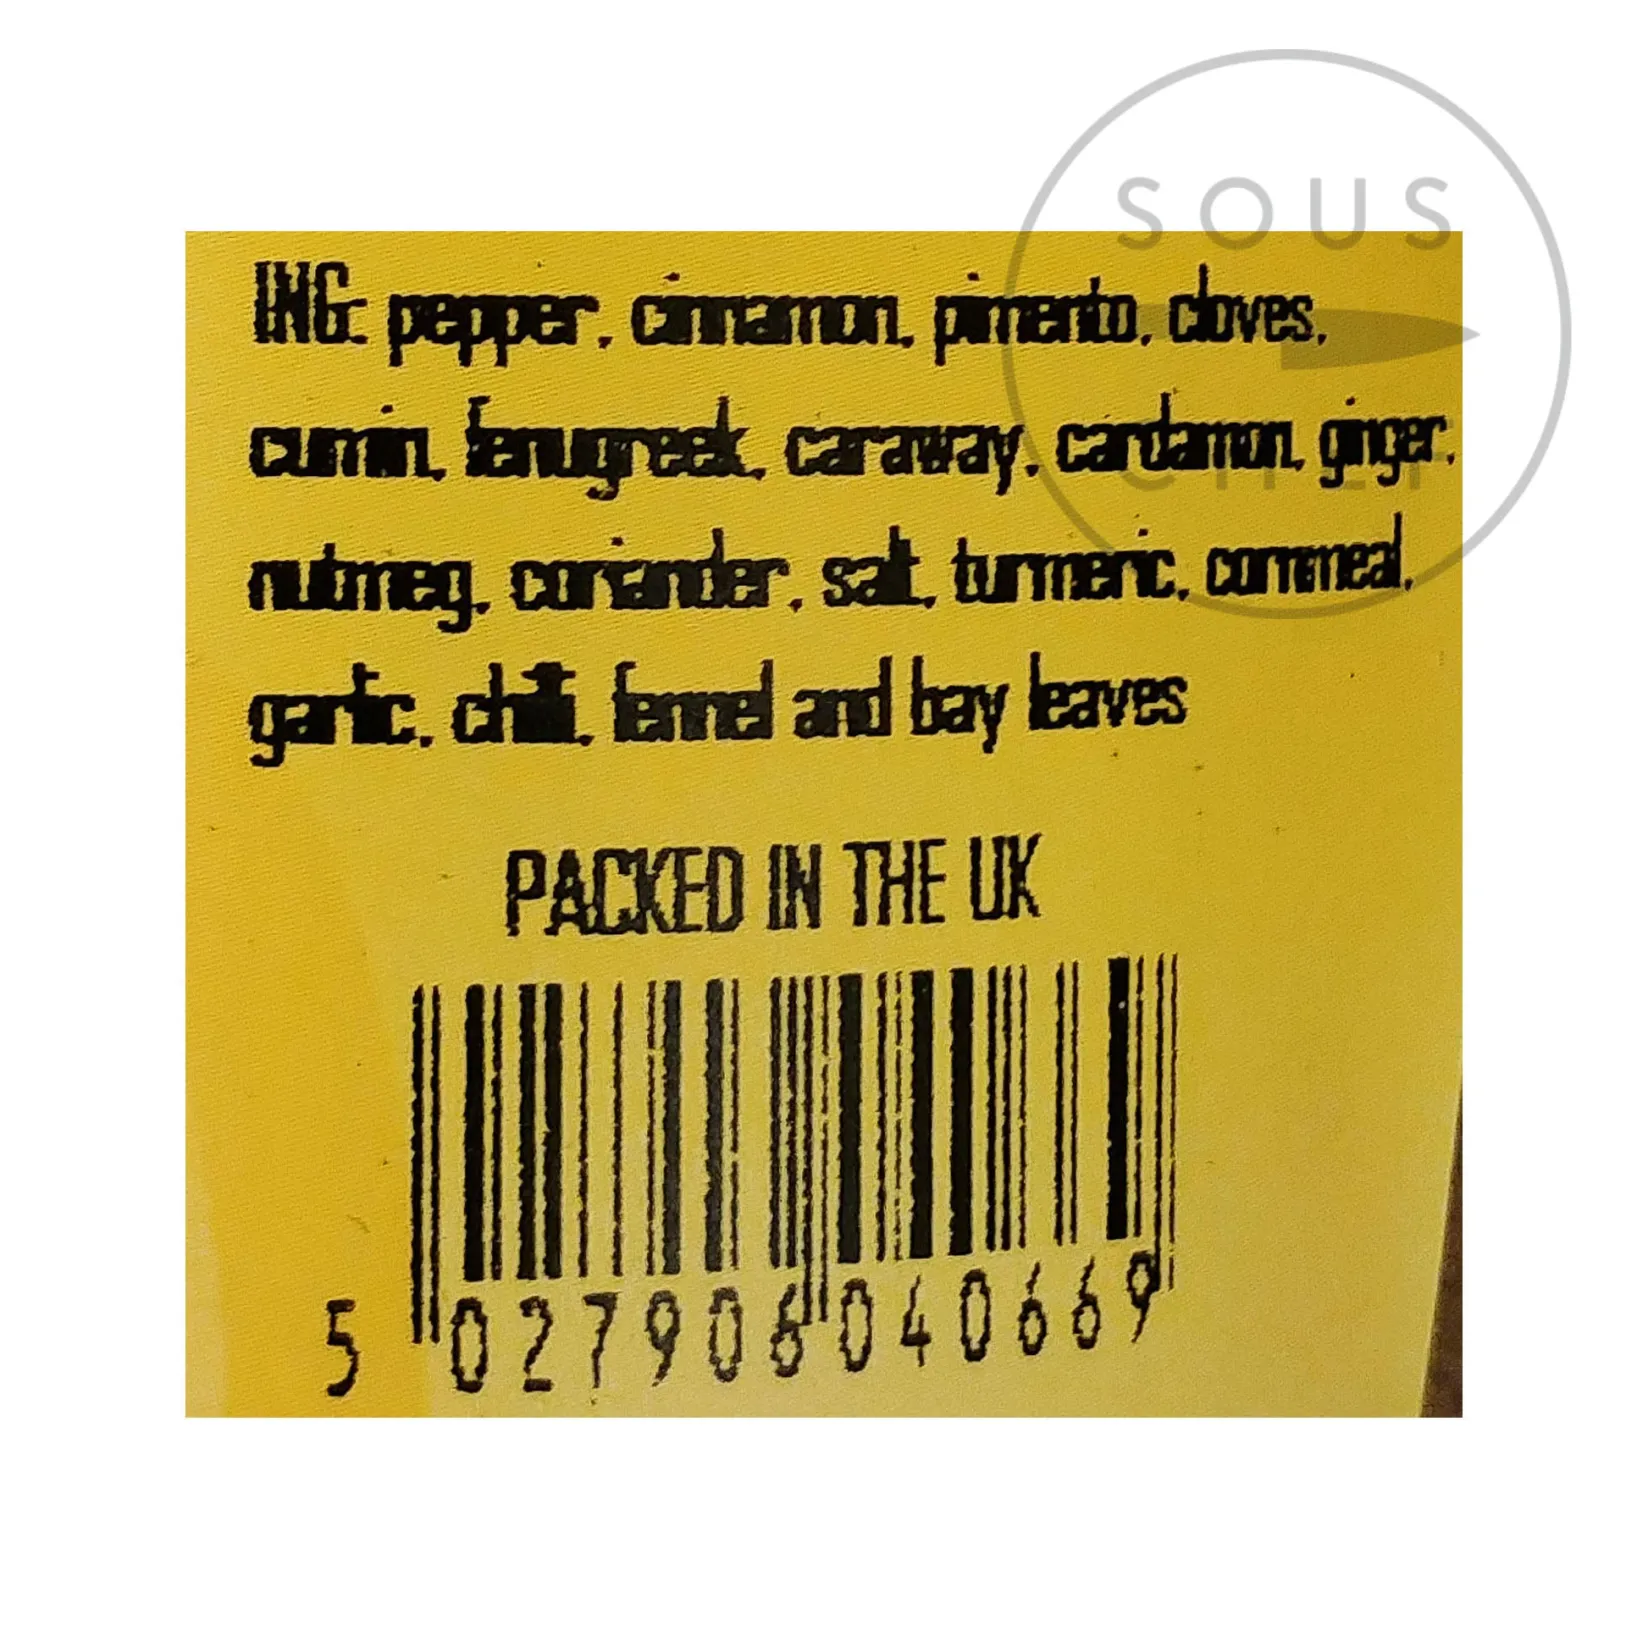 SOUS
CHEF
ING: pepper, cinnamon, pimento, cloves,
cumin, fenugreek, caraway, cardamon, ginger,
nutmeg, coriander, salt, turmeric, cornmeal,
garlic, chilli, fennel and bay leaves
PACKED IN THE UK
5 027906 040669